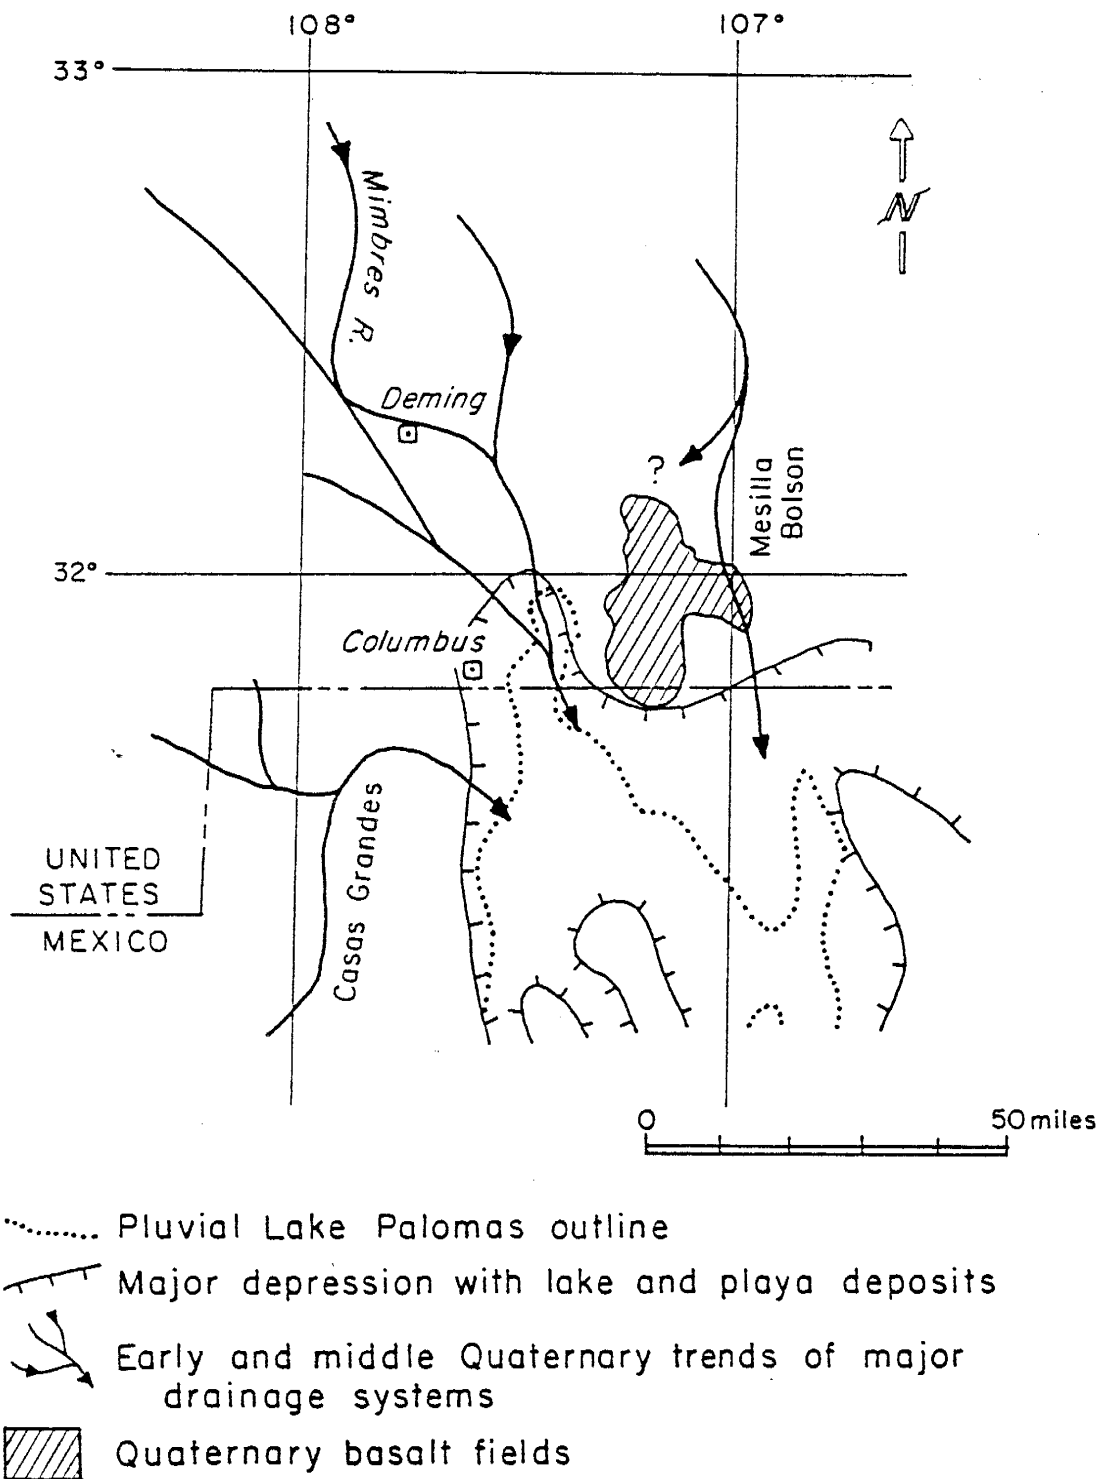 108°
107°
33°
N
Mimbres R.
Deming
?
Mesilla
Bolson
32°
Columbus
UNITED
STATES
MEXICO
Casas Grandes
0
50 miles
Pluvial Lake Palomas outline
Major depression with lake and playa deposits
Early and middle Quaternary trends of major
drainage systems
Quaternary basalt fields